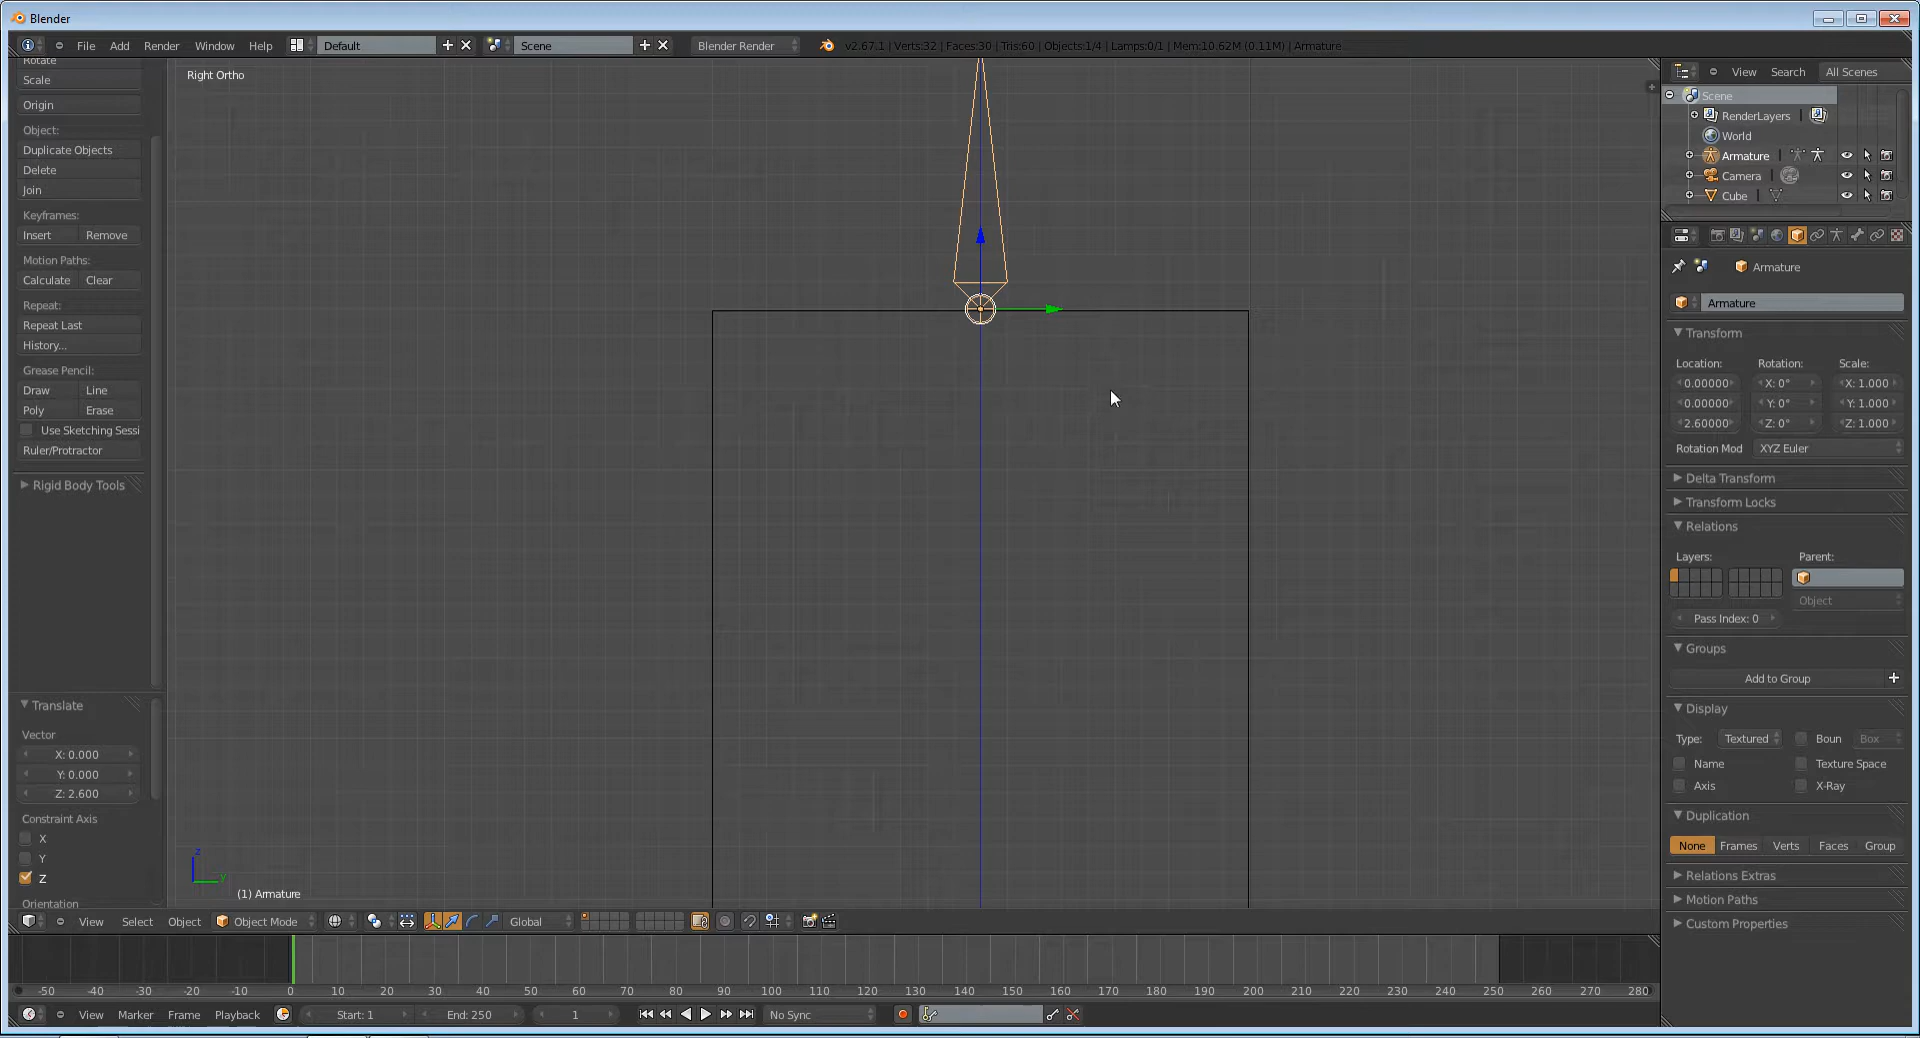 Blender
File Add Render Window Help Default Scene Blender Render v2.67.1 | Verts:32 | Faces:30 | Tris:60 | Objects:1/4 | Lamps:0/1 | Mem:10.62M (0.11M) | Armature
Rotate
Scale
Origin
Object:
Duplicate Objects
Delete
Join
Keyframes:
Insert Remove
Motion Paths:
Calculate Clear
Repeat:
Repeat Last
History...
Grease Pencil:
Draw Line
Poly Erase
Use Sketching Sessi
Ruler/Protractor
Rigid Body Tools
Translate
Vector
X: 0.000
Y: 0.000
Z: 2.600
Constraint Axis
X
Y
Z
Orientation
Right Ortho
z
y
(1) Armature
View Select Object Object Mode Global
-50 -40 -30 -20 -10 0 10 20 30 40 50 60 70 80 90 100 110 120 130 140 150 160 170 180 190 200 210 220 230 240 250 260 270 280
View Marker Frame Playback Start: 1 End: 250 1 No Sync
View Search All Scenes
Scene
RenderLayers
World
Armature
Camera
Cube
Armature
Armature
Transform
Location: Rotation: Scale:
0.00000 X: 0° X: 1.000
0.00000 Y: 0° Y: 1.000
2.60000 Z: 0° Z: 1.000
Rotation Mod XYZ Euler
Delta Transform
Transform Locks
Relations
Layers: Parent:
Object
Pass Index: 0
Groups
Add to Group
Display
Type: Textured Boun Box
Name Texture Space
Axis X-Ray
Duplication
None Frames Verts Faces Group
Relations Extras
Motion Paths
Custom Properties